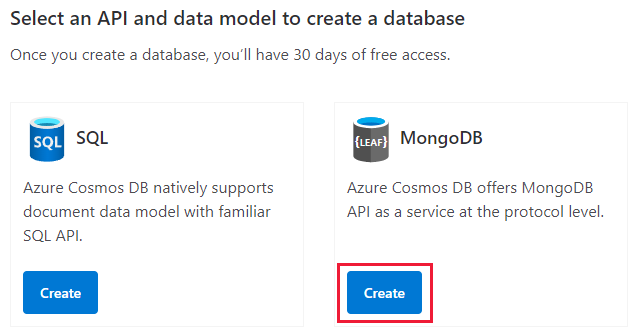 Select an API and data model to create a database
Once you create a database, you’ll have 30 days of free access.
SQL
SQL
Azure Cosmos DB natively supports
document data model with familiar
SQL API.
Create
{LEAF}
MongoDB
Azure Cosmos DB offers MongoDB
API as a service at the protocol level.
Create